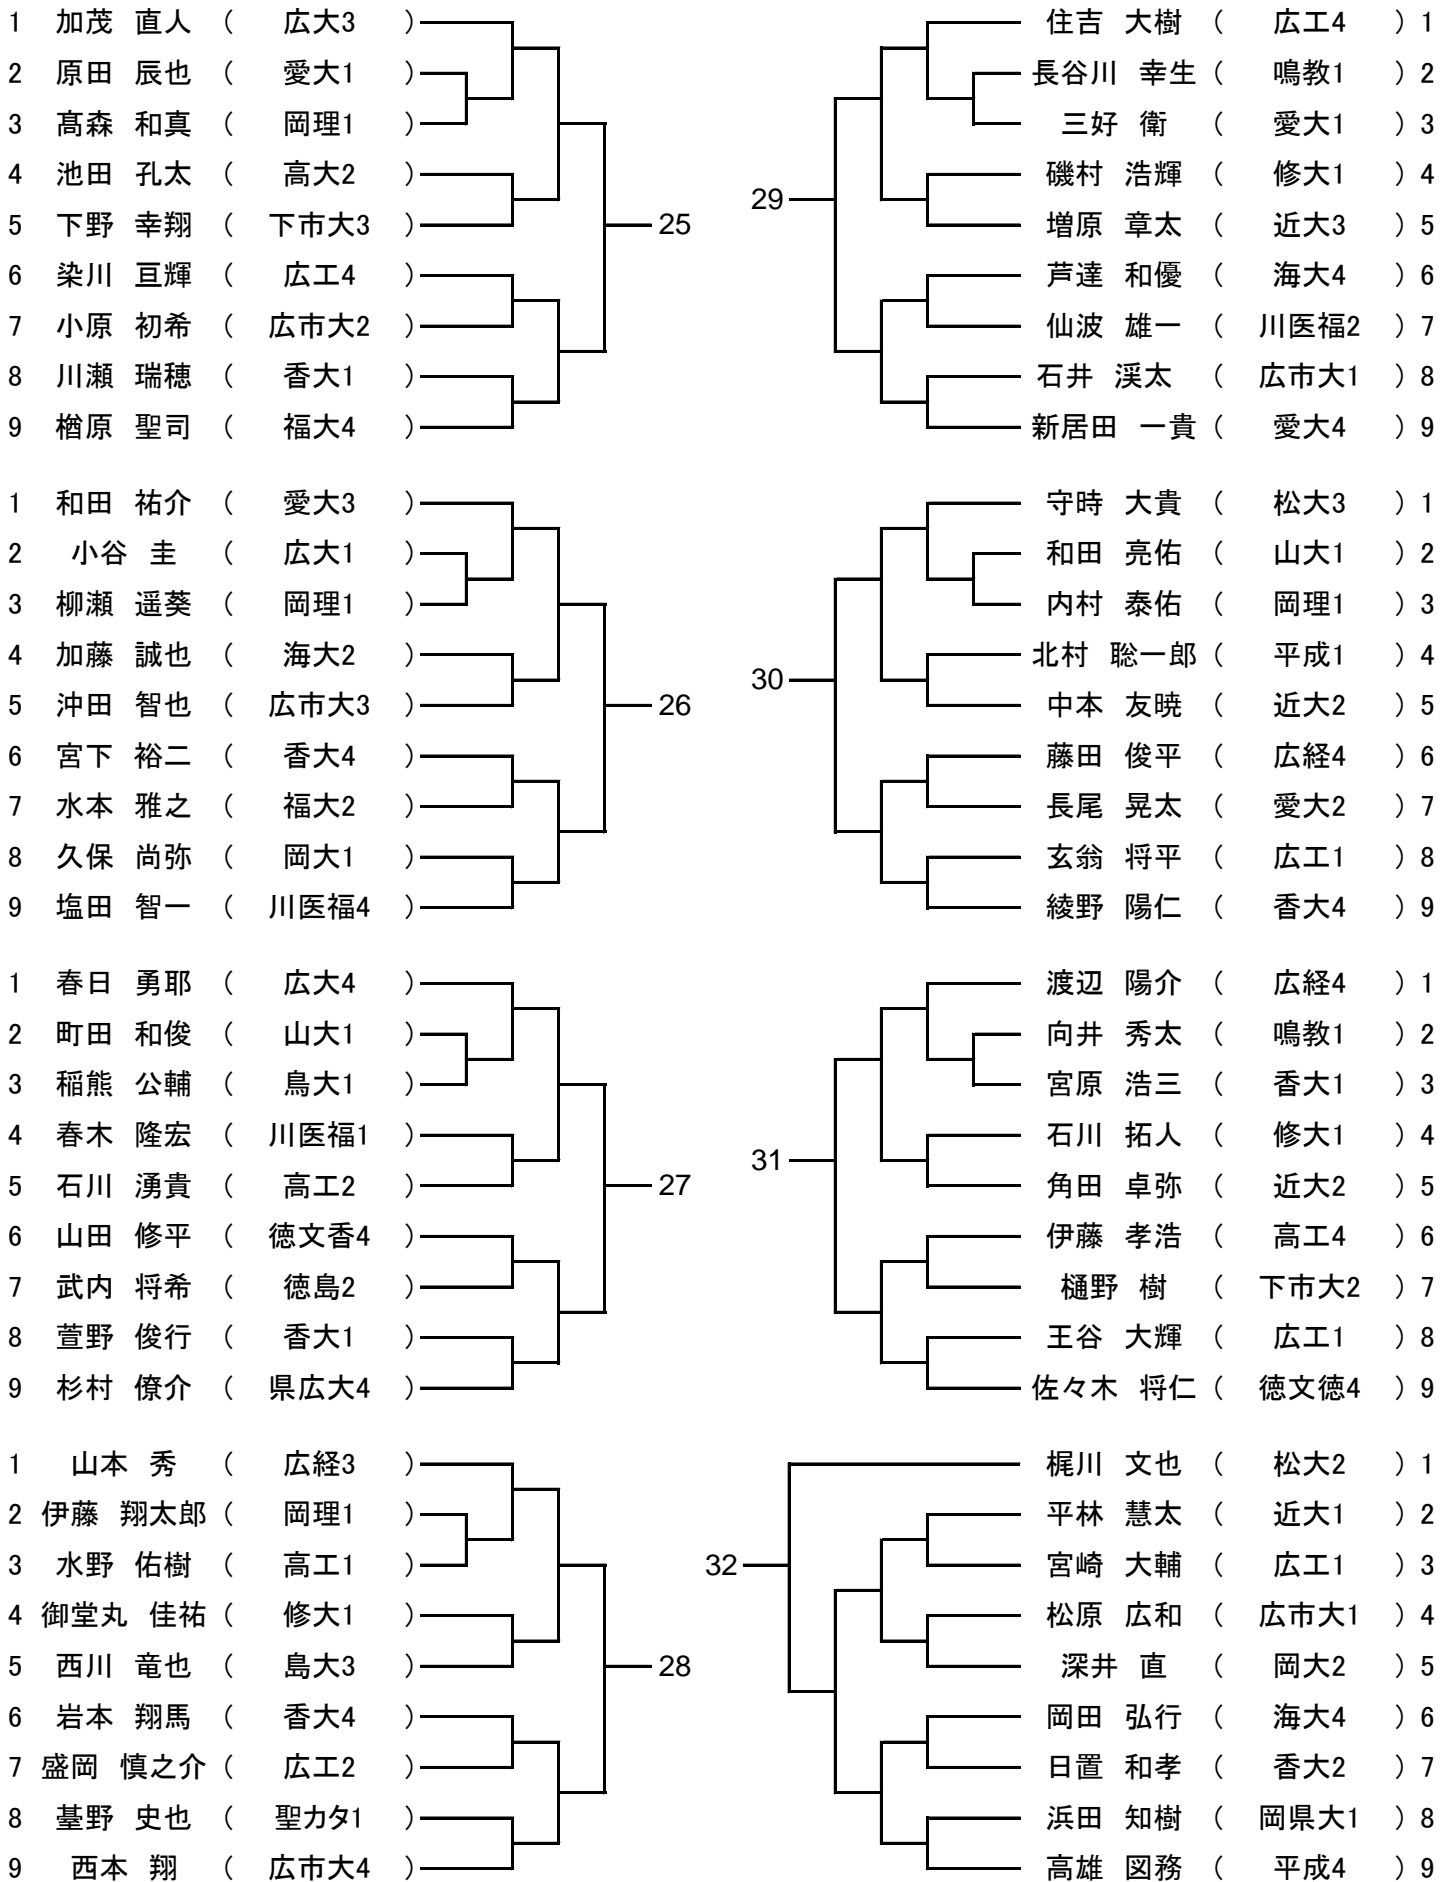 1 加茂 直人 ( 広大3 )
2 原田 辰也 ( 愛大1 )
3 髙森 和真 ( 岡理1 )
4 池田 孔太 ( 高大2 )
5 下野 幸翔 ( 下市大3 )
25
6 染川 亘輝 ( 広工4 )
7 小原 初希 ( 広市大2 )
8 川瀬 瑞穂 ( 香大1 )
9 楢原 聖司 ( 福大4 )
住吉 大樹 ( 広工4 ) 1
長谷川 幸生 ( 鳴教1 ) 2
三好 衛 ( 愛大1 ) 3
磯村 浩輝 ( 修大1 ) 4
29
増原 章太 ( 近大3 ) 5
芦達 和優 ( 海大4 ) 6
仙波 雄一 ( 川医福2 ) 7
石井 渓太 ( 広市大1 ) 8
新居田 一貴 ( 愛大4 ) 9
1 和田 祐介 ( 愛大3 )
2 小谷 圭 ( 広大1 )
3 柳瀬 遥葵 ( 岡理1 )
4 加藤 誠也 ( 海大2 )
5 沖田 智也 ( 広市大3 )
26
6 宮下 裕二 ( 香大4 )
7 水本 雅之 ( 福大2 )
8 久保 尚弥 ( 岡大1 )
9 塩田 智一 ( 川医福4 )
守時 大貴 ( 松大3 ) 1
和田 亮佑 ( 山大1 ) 2
内村 泰佑 ( 岡理1 ) 3
北村 聡一郎 ( 平成1 ) 4
30
中本 友暁 ( 近大2 ) 5
藤田 俊平 ( 広経4 ) 6
長尾 晃太 ( 愛大2 ) 7
玄翁 将平 ( 広工1 ) 8
綾野 陽仁 ( 香大4 ) 9
1 春日 勇耶 ( 広大4 )
2 町田 和俊 ( 山大1 )
3 稲熊 公輔 ( 鳥大1 )
4 春木 隆宏 ( 川医福1 )
5 石川 湧貴 ( 高工2 )
27
6 山田 修平 ( 徳文香4 )
7 武内 将希 ( 徳島2 )
8 萱野 俊行 ( 香大1 )
9 杉村 僚介 ( 県広大4 )
渡辺 陽介 ( 広経4 ) 1
向井 秀太 ( 鳴教1 ) 2
宮原 浩三 ( 香大1 ) 3
石川 拓人 ( 修大1 ) 4
31
角田 卓弥 ( 近大2 ) 5
伊藤 孝浩 ( 高工4 ) 6
樋野 樹 ( 下市大2 ) 7
王谷 大輝 ( 広工1 ) 8
佐々木 将仁 ( 徳文徳4 ) 9
1 山本 秀 ( 広経3 )
2 伊藤 翔太郎 ( 岡理1 )
3 水野 佑樹 ( 高工1 )
4 御堂丸 佳祐 ( 修大1 )
5 西川 竜也 ( 島大3 )
28
6 岩本 翔馬 ( 香大4 )
7 盛岡 慎之介 ( 広工2 )
8 基野 史也 ( 聖カタ1 )
9 西本 翔 ( 広市大4 )
梶川 文也 ( 松大2 ) 1
平林 慧太 ( 近大1 ) 2
32
宮崎 大輔 ( 広工1 ) 3
松原 広和 ( 広市大1 ) 4
深井 直 ( 岡大2 ) 5
岡田 弘行 ( 海大4 ) 6
日置 和孝 ( 香大2 ) 7
浜田 知樹 ( 岡県大1 ) 8
高雄 図務 ( 平成4 ) 9